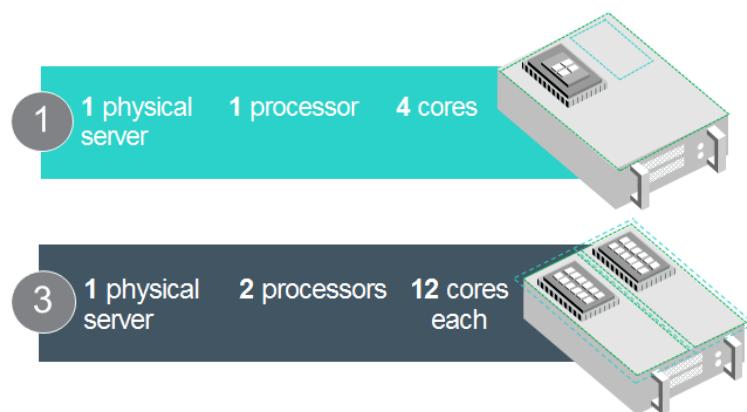 1
1 physical 1 processor 4 cores
server
3
1 physical 2 processors 12 cores
server each